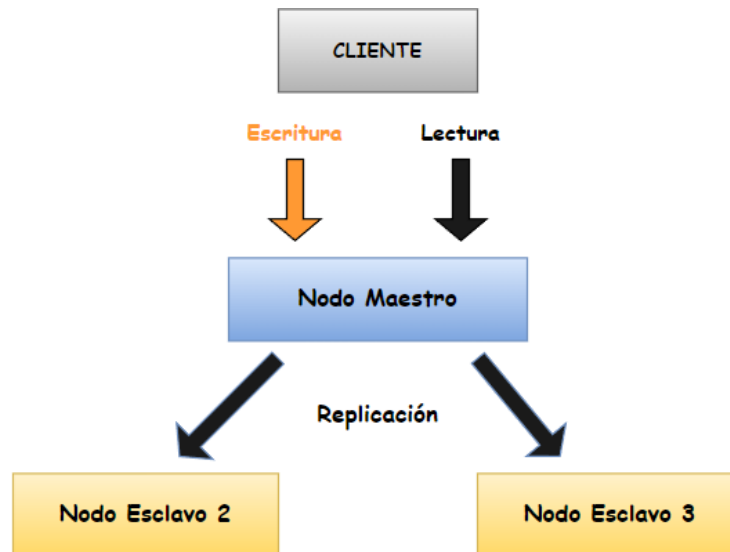 CLIENTE
Escritura
Lectura
Nodo Maestro
Replicación
Nodo Esclavo 2
Nodo Esclavo 3